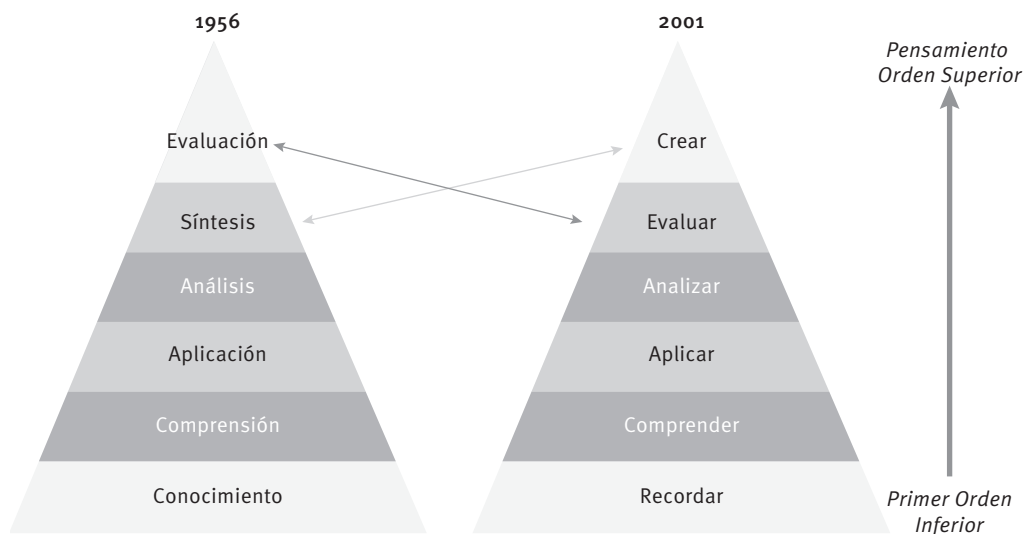 1956
2001
Pensamiento
Orden Superior
Evaluación
Crear
Síntesis
Evaluar
Análisis
Analizar
Aplicación
Aplicar
Comprensión
Comprender
Conocimiento
Recordar
Primer Orden
Inferior